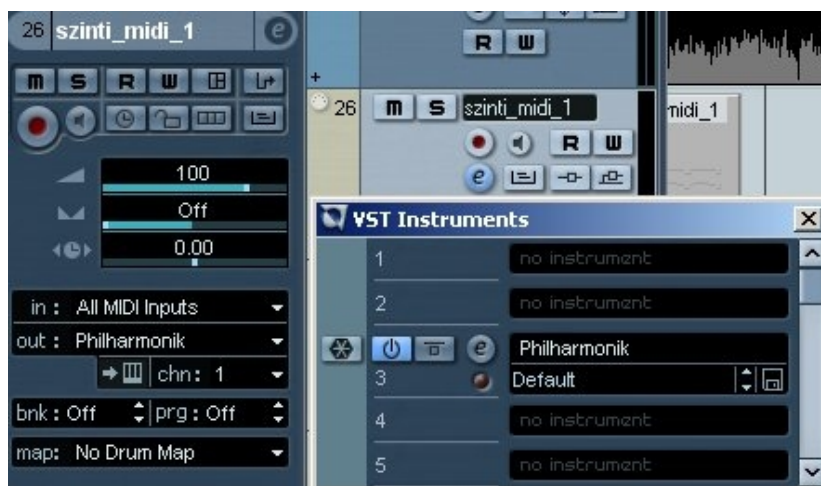 26 szinti_midi_1 e
m S R W
100
Off
0.00
in : All MIDI Inputs
out : Philharmonik
chn : 1
bnk : Off prg : Off
map: No Drum Map
R W
+
26 m S szinti_midi_1
R W
e
midi_1
VST Instruments
1 no instrument
2 no instrument
e Philharmonik
3 Default
4 no instrument
5 no instrument